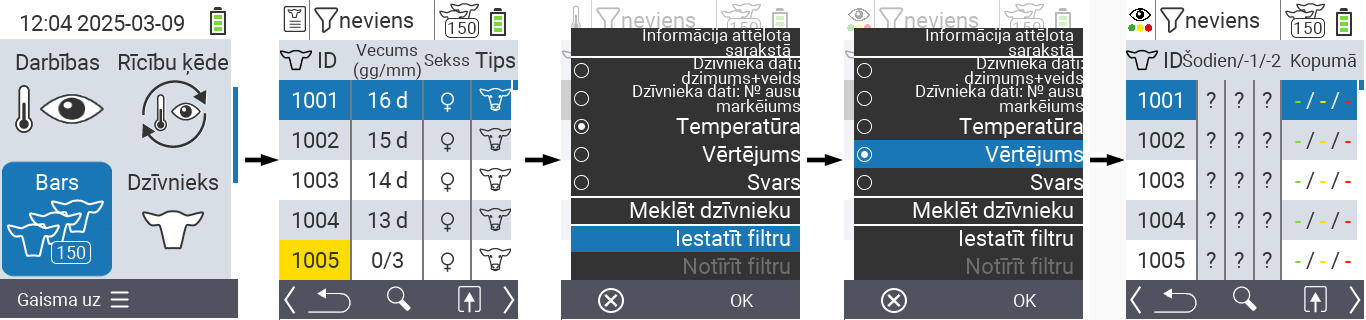 12:04 2025-03-09
Darbības
Rīcību ķēde
Bars
150
Dzīvnieks
Gaisma uz
neviens
150
ID
Vecums
(gg/mm)
Sekss
Tips
1001 16 d ♀
1002 15 d ♀
1003 14 d ♀
1004 13 d ♀
1005 0/3 ♀
neviens
150
Informācija attēlota
sarakstā
Dzīvnieka dati:
dzimums+veids
Dzīvnieka dati: № ausu
markējums
Temperatūra
Vērtējums
Svars
Meklēt dzīvnieku
Iestatīt filtru
Notīrīt filtru
OK
neviens
150
Informācija attēlota
sarakstā
Dzīvnieka dati:
dzimums+veids
Dzīvnieka dati: № ausu
markējums
Temperatūra
Vērtējums
Svars
Meklēt dzīvnieku
Iestatīt filtru
Notīrīt filtru
OK
neviens
150
ID Šodien/-1/-2 Kopumā
1001 ? ? ? - / - / -
1002 ? ? ? - / - / -
1003 ? ? ? - / - / -
1004 ? ? ? - / - / -
1005 ? ? ? - / - / -